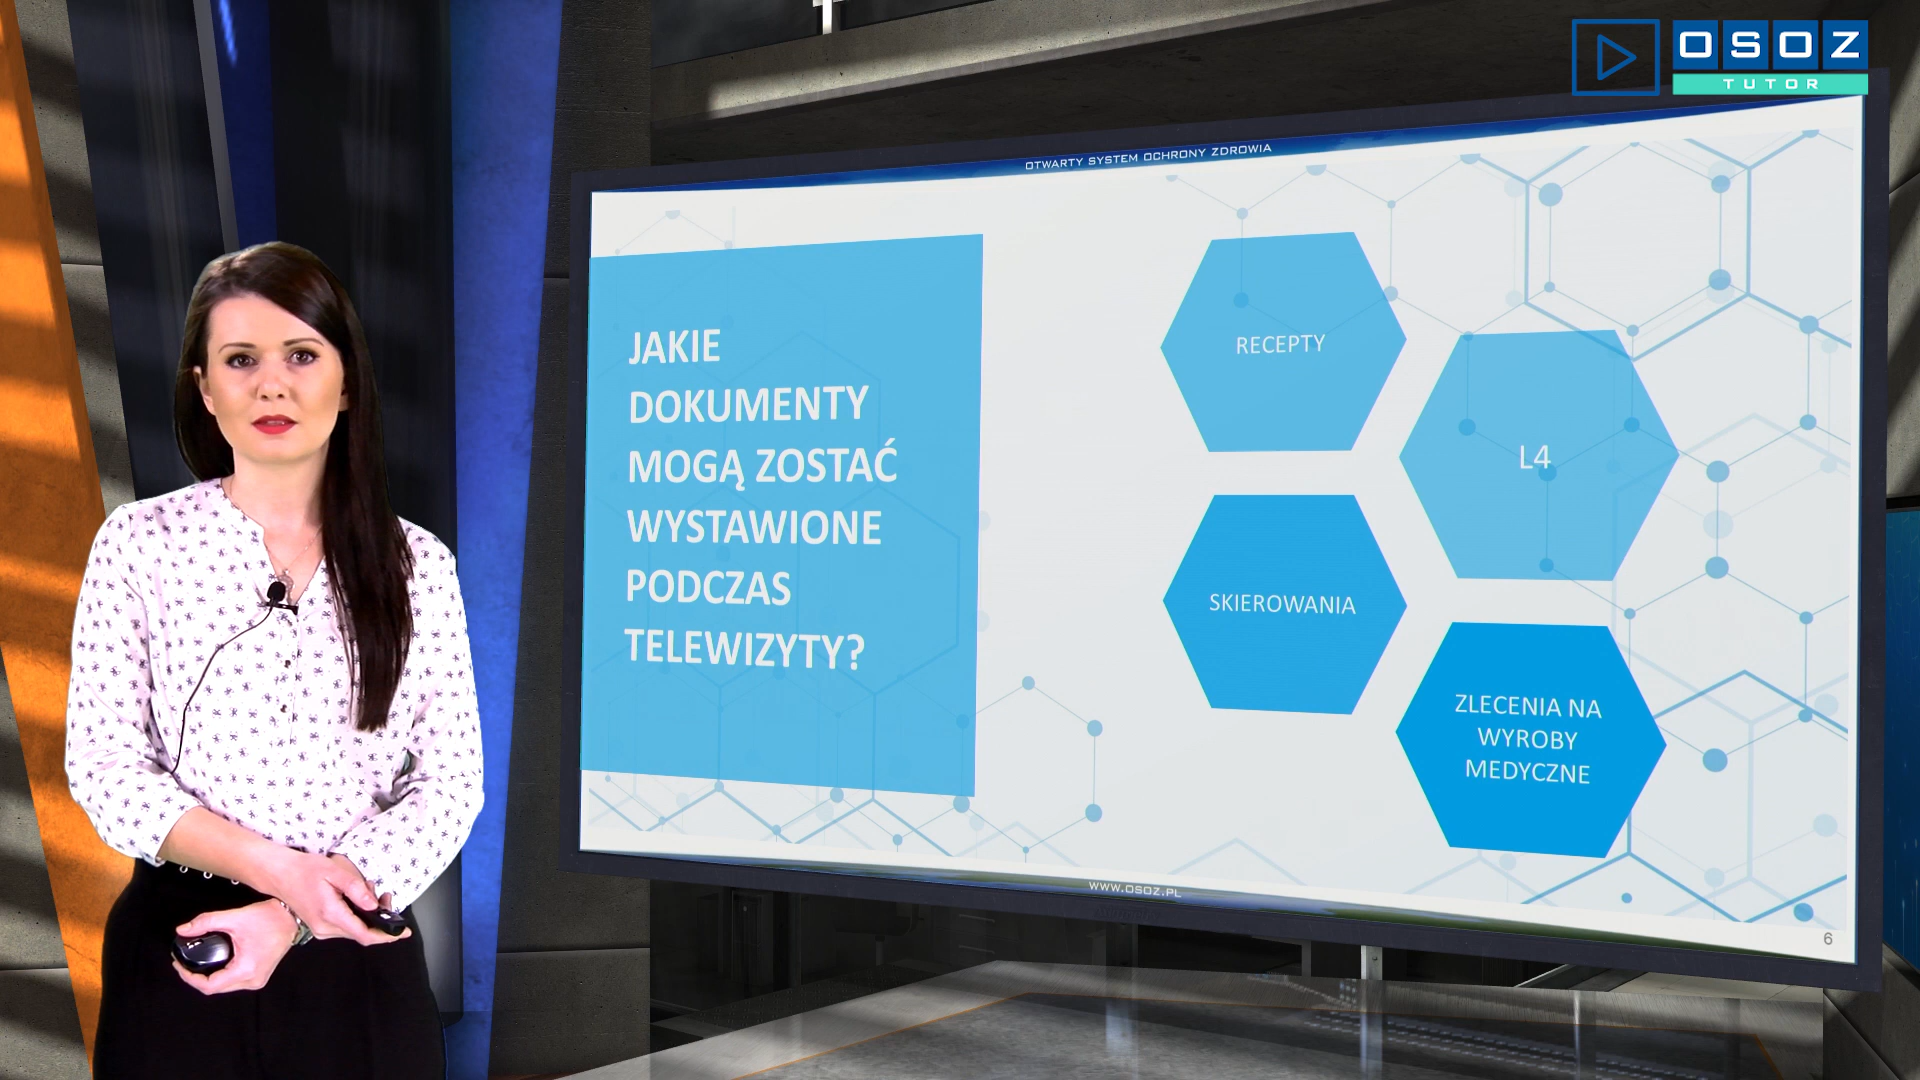 OSOZ
TUTOR
OTWARTY SYSTEM OCHRONY ZDROWIA
JAKIE
DOKUMENTY
MOGĄ ZOSTAĆ
WYSTAWIONE
PODCZAS
TELEWIZYTY?
RECEPTY
L4
SKIEROWANIA
ZLECENIA NA
WYROBY
MEDYCZNE
WWW.OSOZ.PL
6